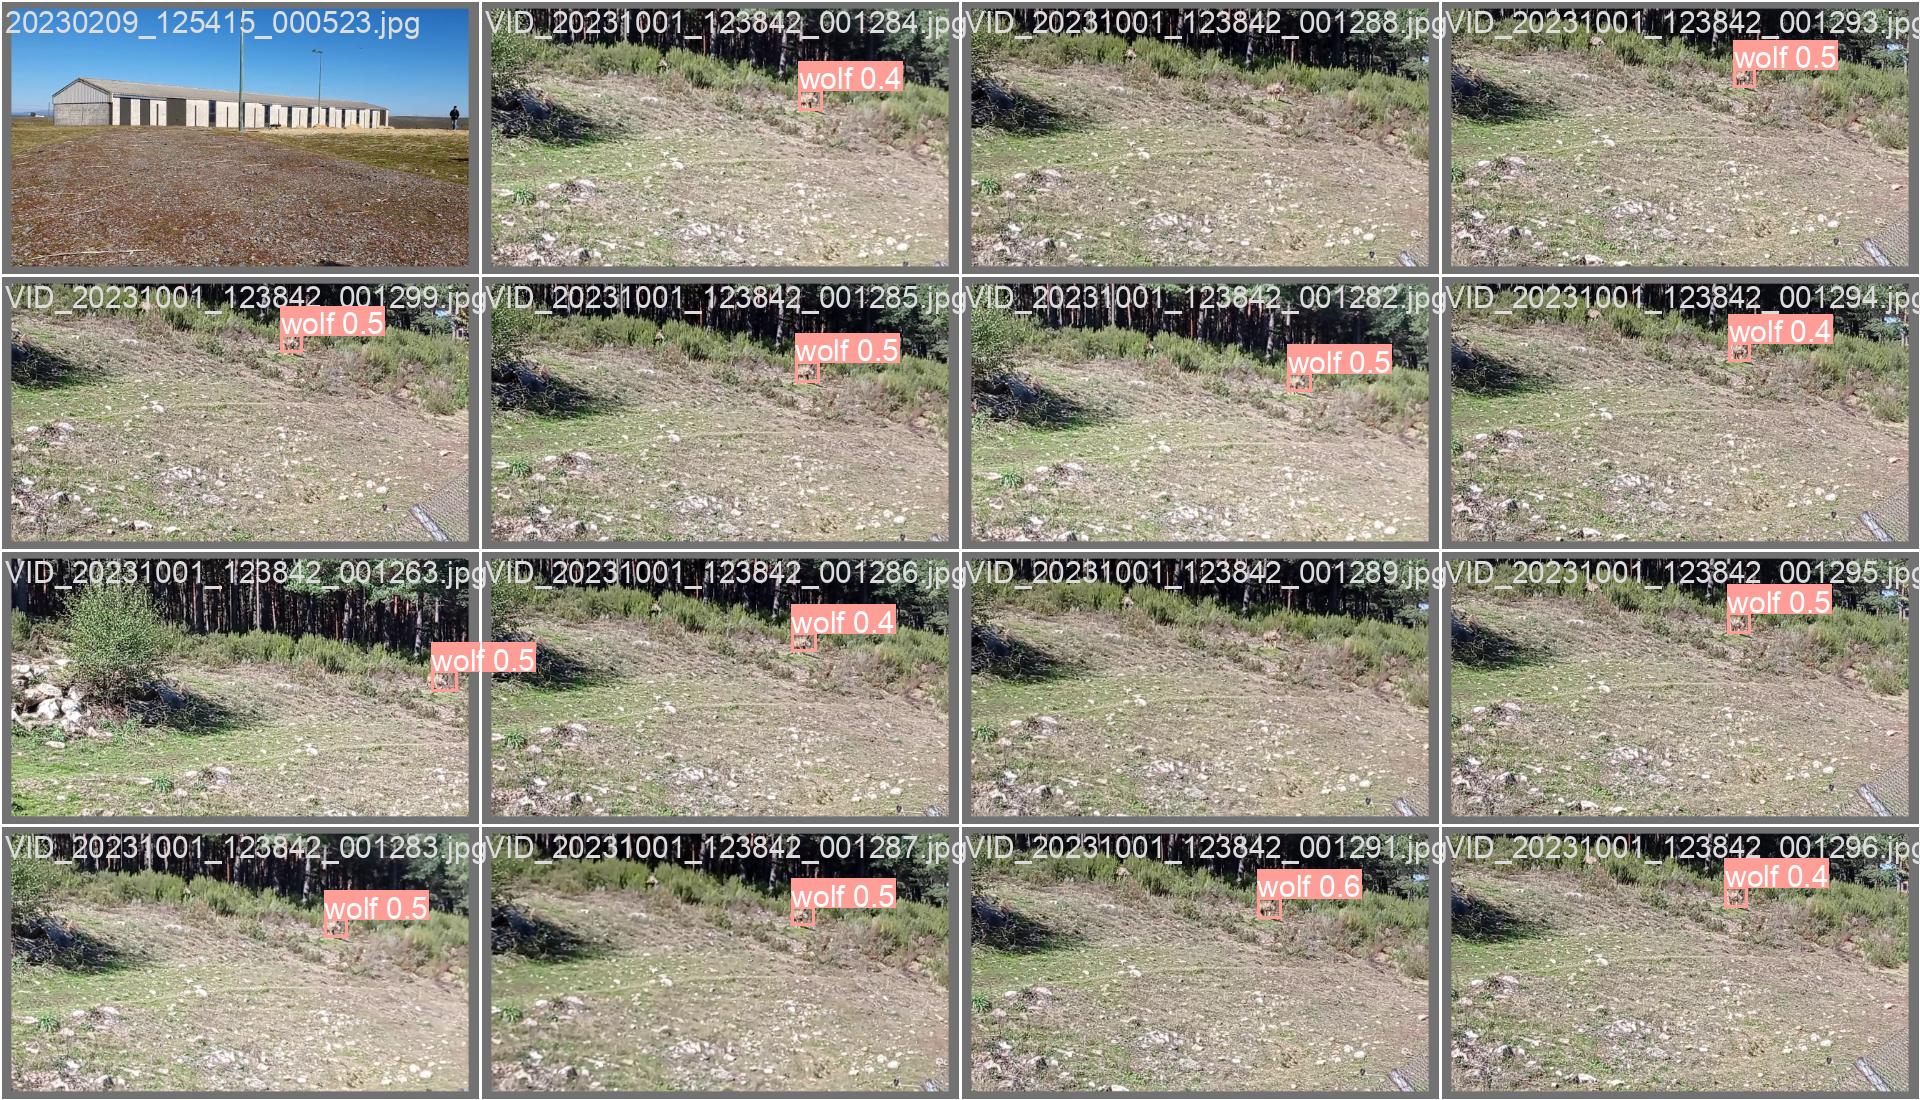 20230209_125415_000523.jpg
VID_20231001_123842_001284.jpg
wolf 0.4
VID_20231001_123842_001288.jpg
VID_20231001_123842_001293.jpg
wolf 0.5
VID_20231001_123842_001299.jpg
wolf 0.5
VID_20231001_123842_001285.jpg
wolf 0.5
VID_20231001_123842_001282.jpg
wolf 0.5
VID_20231001_123842_001294.jpg
wolf 0.4
VID_20231001_123842_001263.jpg
wolf 0.5
VID_20231001_123842_001286.jpg
wolf 0.4
VID_20231001_123842_001289.jpg
VID_20231001_123842_001295.jpg
wolf 0.5
VID_20231001_123842_001283.jpg
wolf 0.5
VID_20231001_123842_001287.jpg
wolf 0.5
VID_20231001_123842_001291.jpg
wolf 0.6
VID_20231001_123842_001296.jpg
wolf 0.4